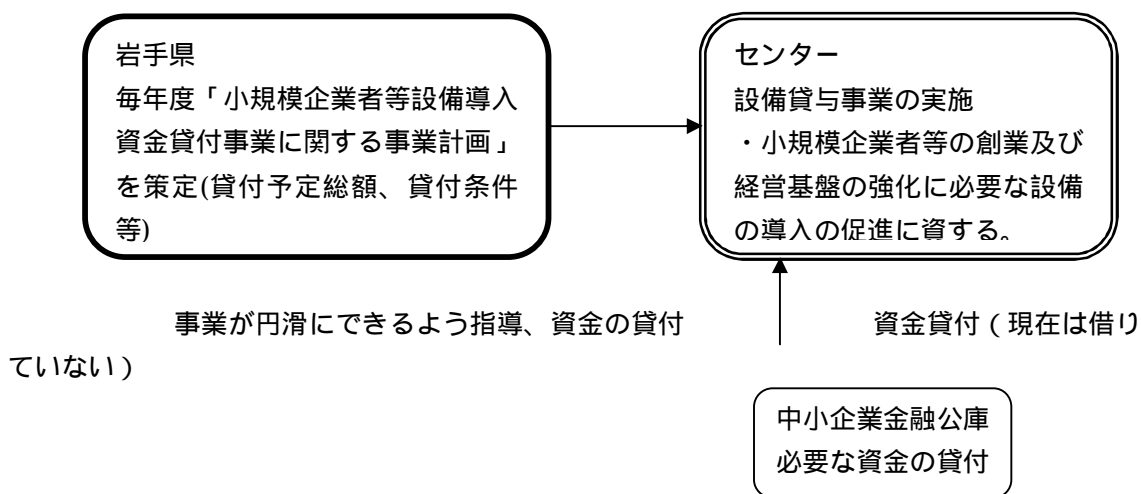 岩手県
毎年度「小規模企業者等設備導入
資金貸付事業に関する事業計画」
を策定(貸付予定総額、貸付条件
等)
センター
設備貸与事業の実施
・小規模企業者等の創業及び
経営基盤の強化に必要な設備
の導入の促進に資する。
事業が円滑にできるよう指導、資金の貸付 資金貸付（現在は借り
ていない）
中小企業金融公庫
必要な資金の貸付